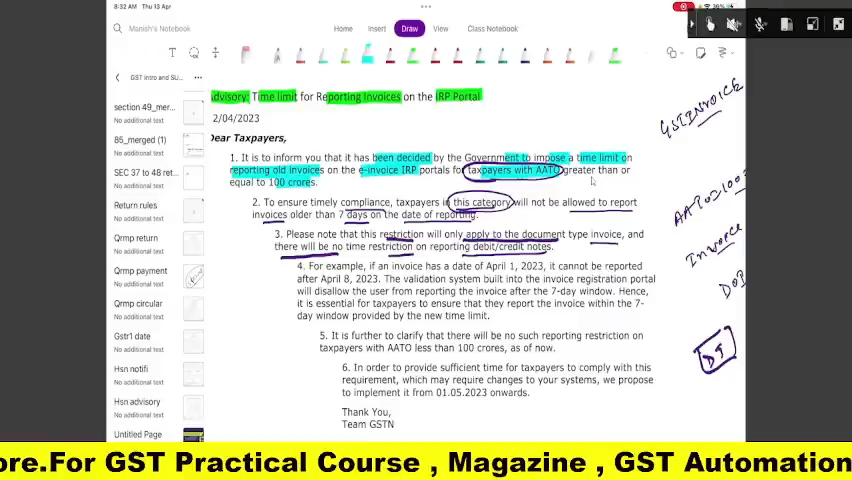 8:32 AM Thu 13 Apr
39%
Manish's Notebook
Home Insert Draw View Class Notebook
GST Intro and SU...
section 49_mer...
No additional text
85_merged (1)
No additional text
SEC 37 to 48 ret...
No additional text
Return rules
No additional text
Qrmp return
No additional text
Qrmp payment
No additional text
Qrmp circular
No additional text
Gstr1 date
No additional text
Hsn notifi
No additional text
Hsn advisory
No additional text
Untitled Page
dvisory: Time limit for Reporting Invoices on the IRP Portal
2/04/2023
Dear Taxpayers,
1. It is to inform you that it has been decided by the Government to impose a time limit on
reporting old invoices on the e-invoice IRP portals for taxpayers with AATO greater than or
equal to 100 crores.
2. To ensure timely compliance, taxpayers in this category will not be allowed to report
invoices older than 7 days on the date of reporting.
3. Please note that this restriction will only apply to the document type invoice, and
there will be no time restriction on reporting debit/credit notes.
4. For example, if an invoice has a date of April 1, 2023, it cannot be reported
after April 8, 2023. The validation system built into the invoice registration portal
will disallow the user from reporting the invoice after the 7-day window. Hence,
it is essential for taxpayers to ensure that they report the invoice within the 7-
day window provided by the new time limit.
5. It is further to clarify that there will be no such reporting restriction on
taxpayers with AATO less than 100 crores, as of now.
6. In order to provide sufficient time for taxpayers to comply with this
requirement, which may require changes to your systems, we propose
to implement it from 01.05.2023 onwards.
Thank You,
Team GSTN
GST INVOICE
Invoice
ore.For GST Practical Course , Magazine , GST Automation